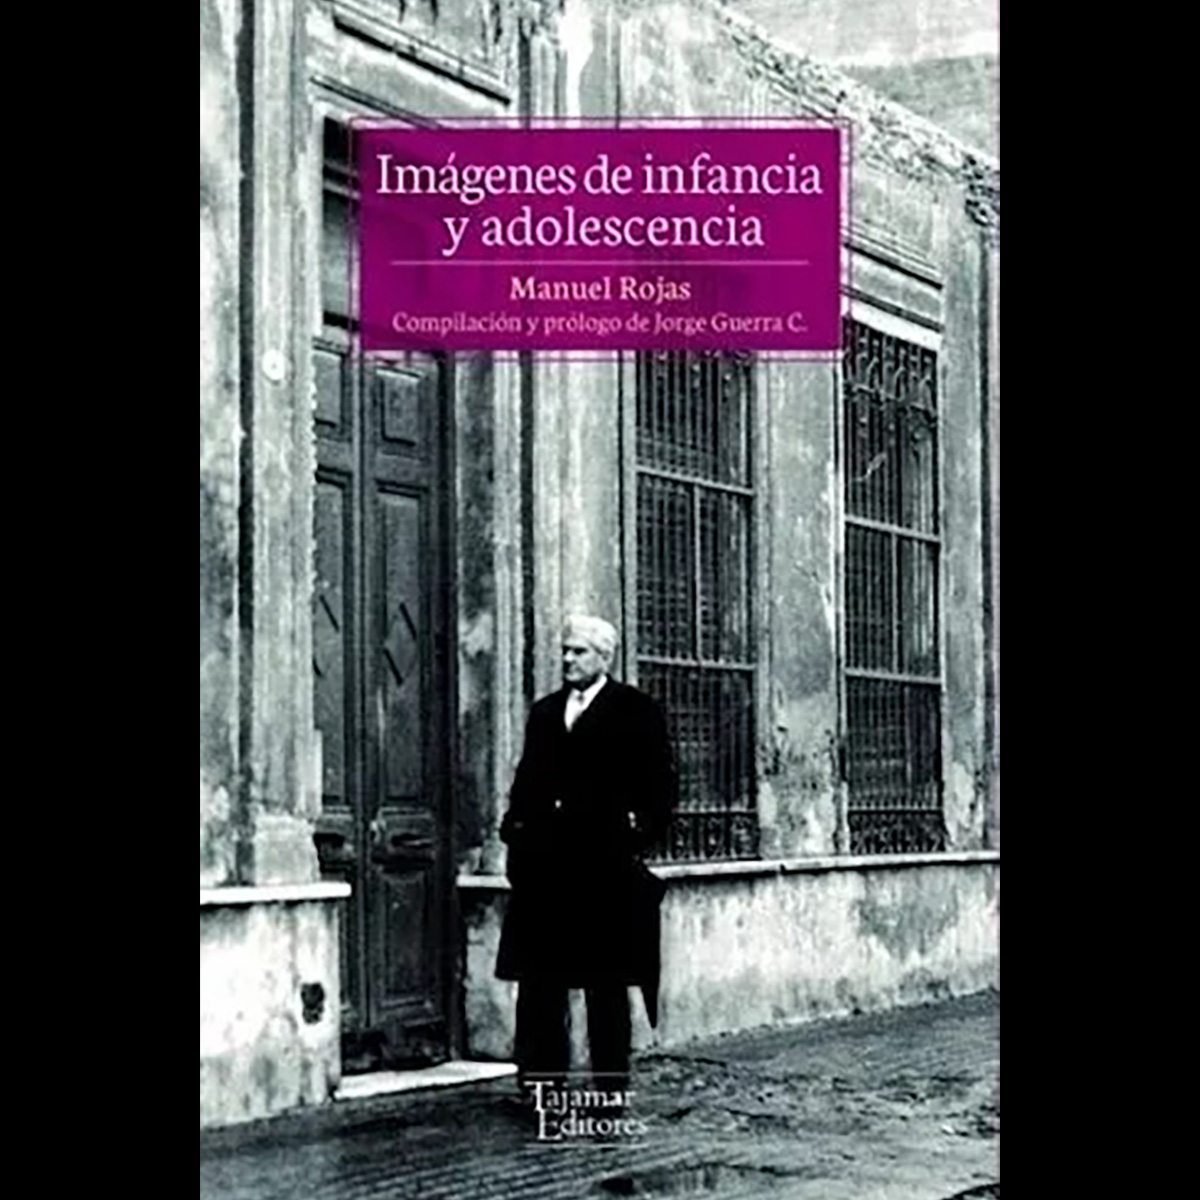 Imágenes de infancia
y adolescencia
Manuel Rojas
Compilación y prólogo de Jorge Guerra C.
Tajamar
Editores